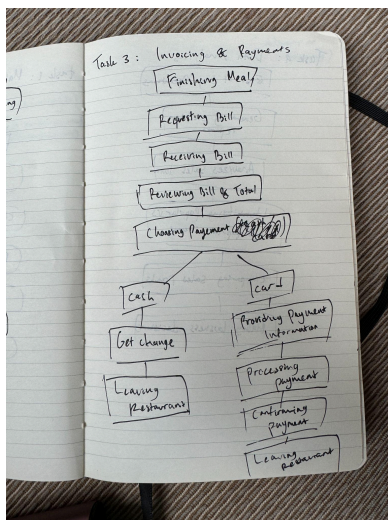 Task 3: Invoicing & Payments
Finishing Meal
Requesting Bill
Receiving Bill
Reviewing Bill & Total
Choosing Payement
cash
card
Get change
Providing Payment
Information
Leaving
Restaurant
Processing
payment
Confirming
payment
Leaving
Restaurant